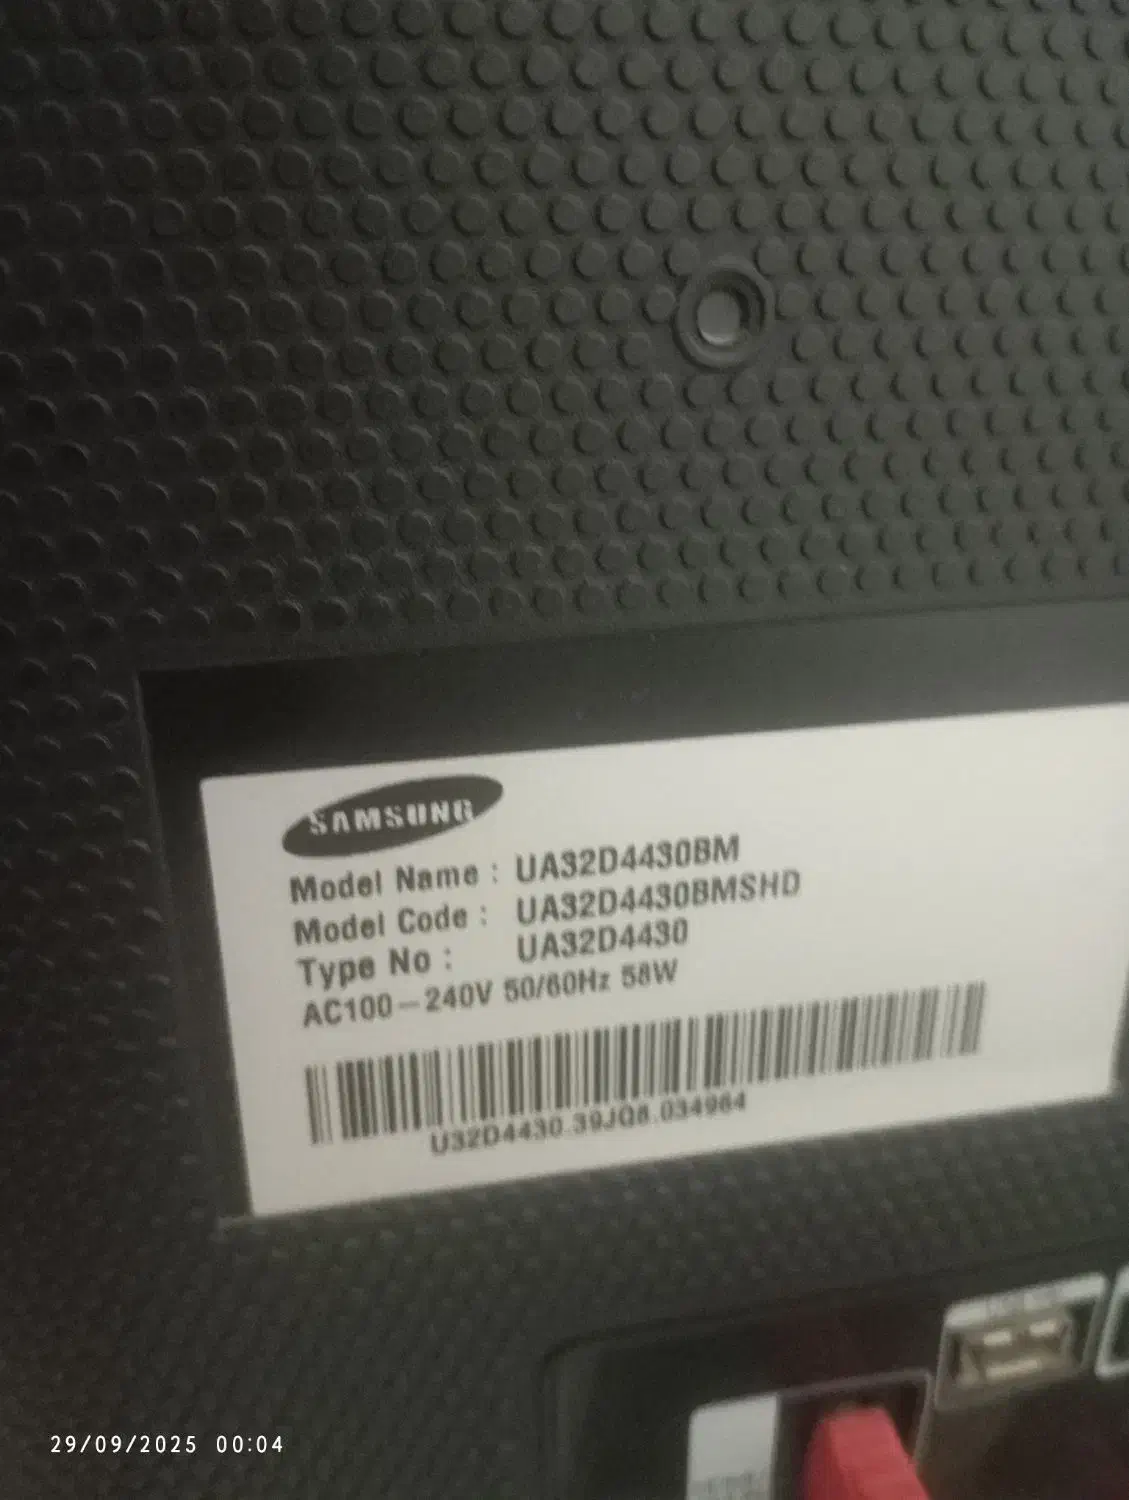 SAMSUNG
Model Name : UA32D4430BM
Model Code : UA32D4430BMSHD
Type No : UA32D4430
AC100-240V 50/60Hz 58W
U32D4430.39JQ8.034964
29/09/2025 00:04